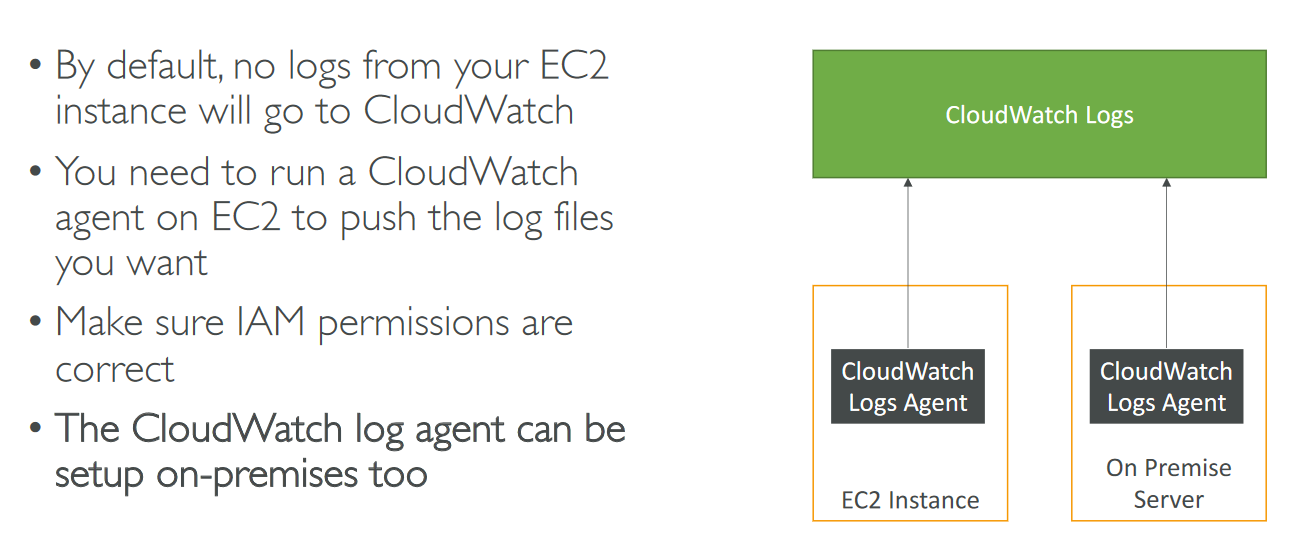 • By default, no logs from your EC2
instance will go to CloudWatch
• You need to run a CloudWatch
agent on EC2 to push the log files
you want
• Make sure IAM permissions are
correct
• The CloudWatch log agent can be
setup on-premises too
CloudWatch Logs
CloudWatch
Logs Agent
EC2 Instance
CloudWatch
Logs Agent
On Premise
Server